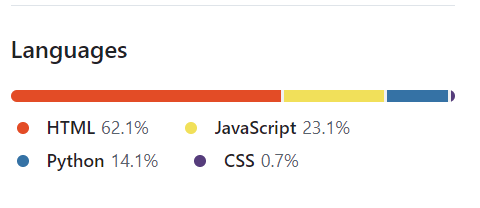 Languages
HTML 62.1% JavaScript 23.1%
Python 14.1% CSS 0.7%